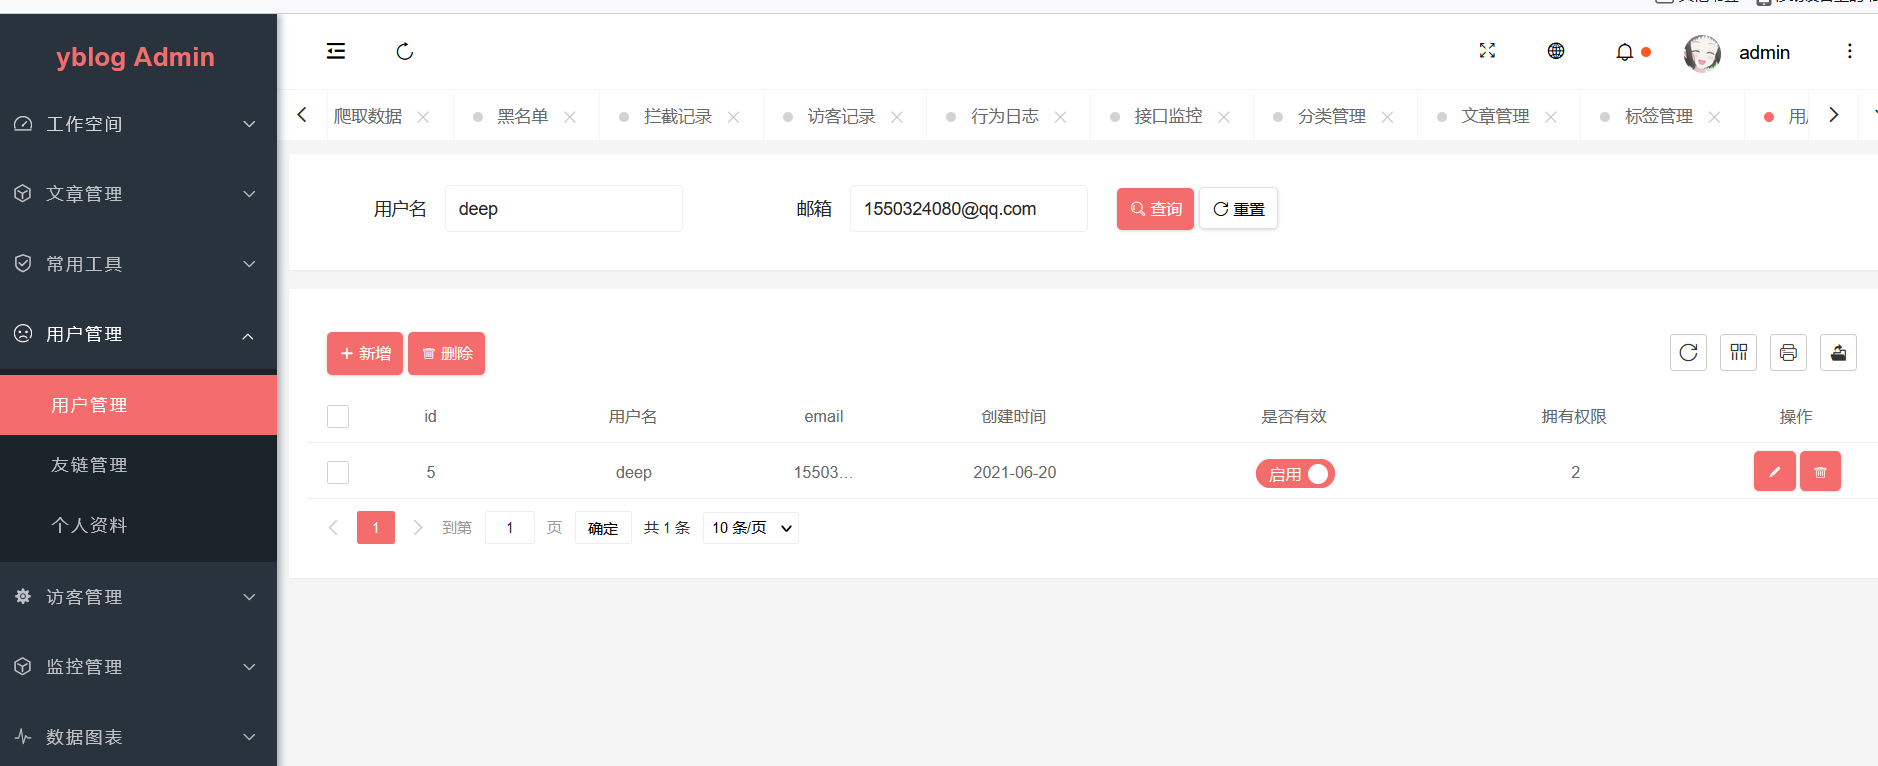 yblog Admin
admin
工作空间
文章管理
常用工具
用户管理
用户管理
友链管理
个人资料
访客管理
监控管理
数据图表
爬取数据 黑名单 拦截记录 访客记录 行为日志 接口监控 分类管理 文章管理 标签管理 用
用户名 deep 邮箱 1550324080@qq.com 查询 重置
新增 删除
id 用户名 email 创建时间 是否有效 拥有权限 操作
5 deep 15503... 2021-06-20 启用 2
1 到第 1 页 确定 共 1 条 10 条/页